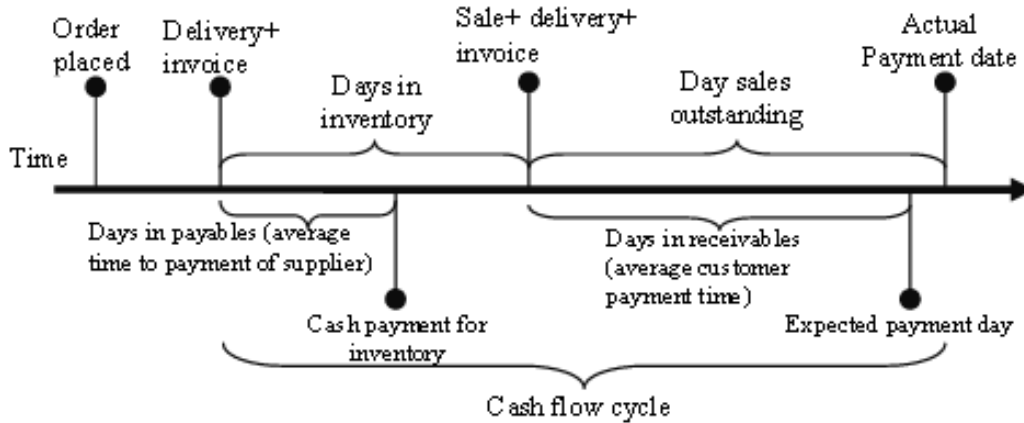 Order
placed
Delivery+
invoice
Sale+ delivery+
invoice
Actual
Payment date
Days in
inventory
Day sales
outstanding
Time
Days in payables (average
time to payment of supplier)
Days in receivables
(average customer
payment time)
Cash payment for
inventory
Expected payment day
Cash flow cycle